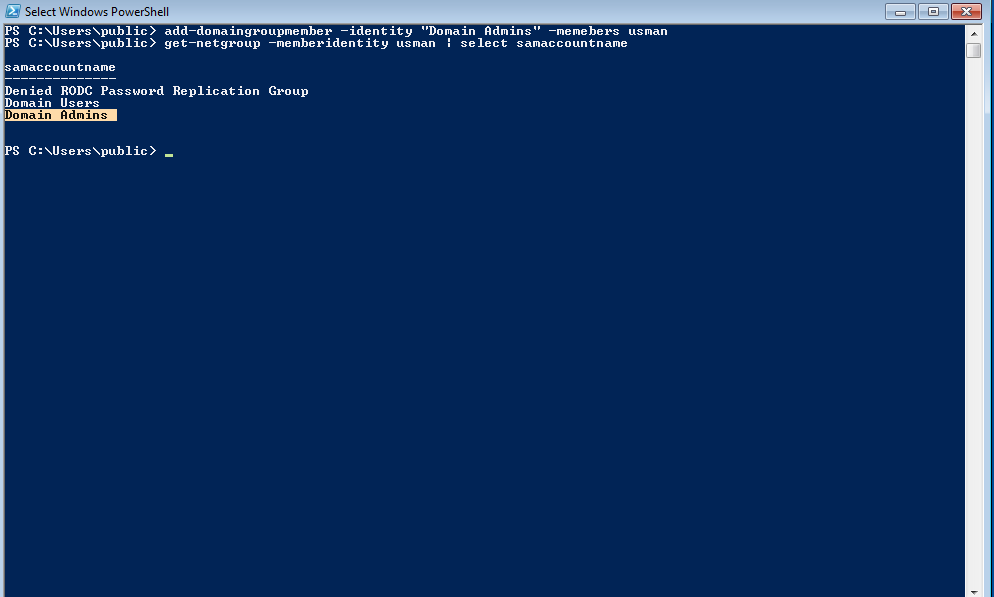 Select Windows PowerShell
PS C:\Users\public> add-domaingroupmember -identity "Domain Admins" -memebers usman
PS C:\Users\public> get-netgroup -memberidentity usman | select samaccountname
samaccountname
--------------
Denied RODC Password Replication Group
Domain Users
Domain Admins
PS C:\Users\public> _